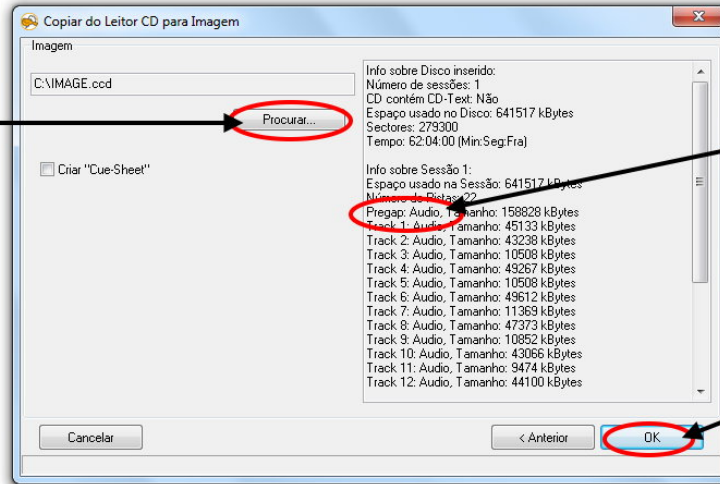 Copiar do Leitor CD para Imagem
Imagem
C:\IMAGE.ccd
Procurar...
Criar "Cue-Sheet"
Info sobre Disco inserido:
Número de sessões: 1
CD contém CD-Text: Não
Espaço usado no Disco: 641517 kBytes
Sectores: 279300
Tempo: 62:04:00 (Min:Seg:Fra)
Info sobre Sessão 1:
Espaço usado na Sessão: 641517 kBytes
Número de Pistas: 22
Pregap: Audio, Tamanho: 158828 kBytes
Track 1: Audio, Tamanho: 45133 kBytes
Track 2: Audio, Tamanho: 43238 kBytes
Track 3: Audio, Tamanho: 10508 kBytes
Track 4: Audio, Tamanho: 49267 kBytes
Track 5: Audio, Tamanho: 10508 kBytes
Track 6: Audio, Tamanho: 49612 kBytes
Track 7: Audio, Tamanho: 11369 kBytes
Track 8: Audio, Tamanho: 47373 kBytes
Track 9: Audio, Tamanho: 10852 kBytes
Track 10: Audio, Tamanho: 43066 kBytes
Track 11: Audio, Tamanho: 9474 kBytes
Track 12: Audio, Tamanho: 44100 kBytes
Cancelar
< Anterior
OK